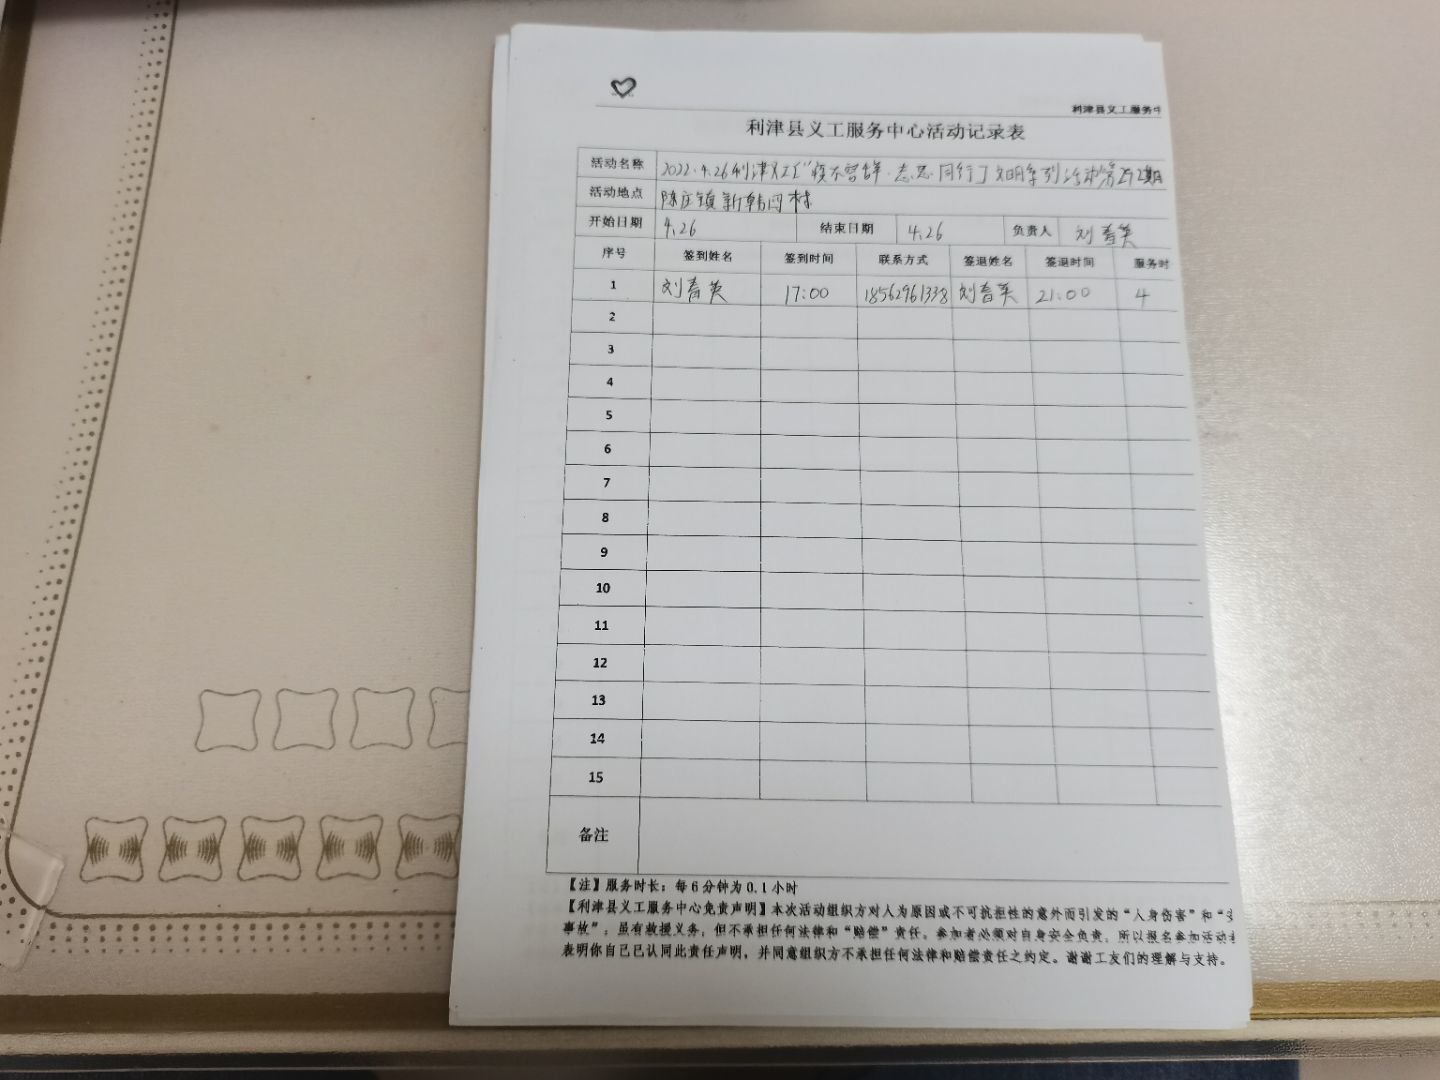 利津县义工服务中
利津县义工服务中心活动记录表
活动名称 2022.4.26利津义工"疫不容辞·志愿同行"文明系列活动第292期
活动地点 陈庄镇新韩闫村
开始日期 4.26 结束日期 4.26 负责人 刘春英
序号 签到姓名 签到时间 联系方式 签退姓名 签退时间 服务时
1 刘春英 17:00 18562961338 刘春英 21:00 4
2
3
4
5
6
7
8
9
10
11
12
13
14
15
备注
【注】服务时长：每6分钟为0.1小时
【利津县义工服务中心免责声明】本次活动组织方对人为原因或不可抗拒性的意外而引发的“人身伤害”和“
事故”，虽有救援义务，但不承担任何法律和“赔偿”责任。参加者必须对自身安全负责，所以报名参加活动
表明你自己已认同此责任声明，并同意组织方不承担任何法律和赔偿责任之约定。谢谢工友们的理解与支持。